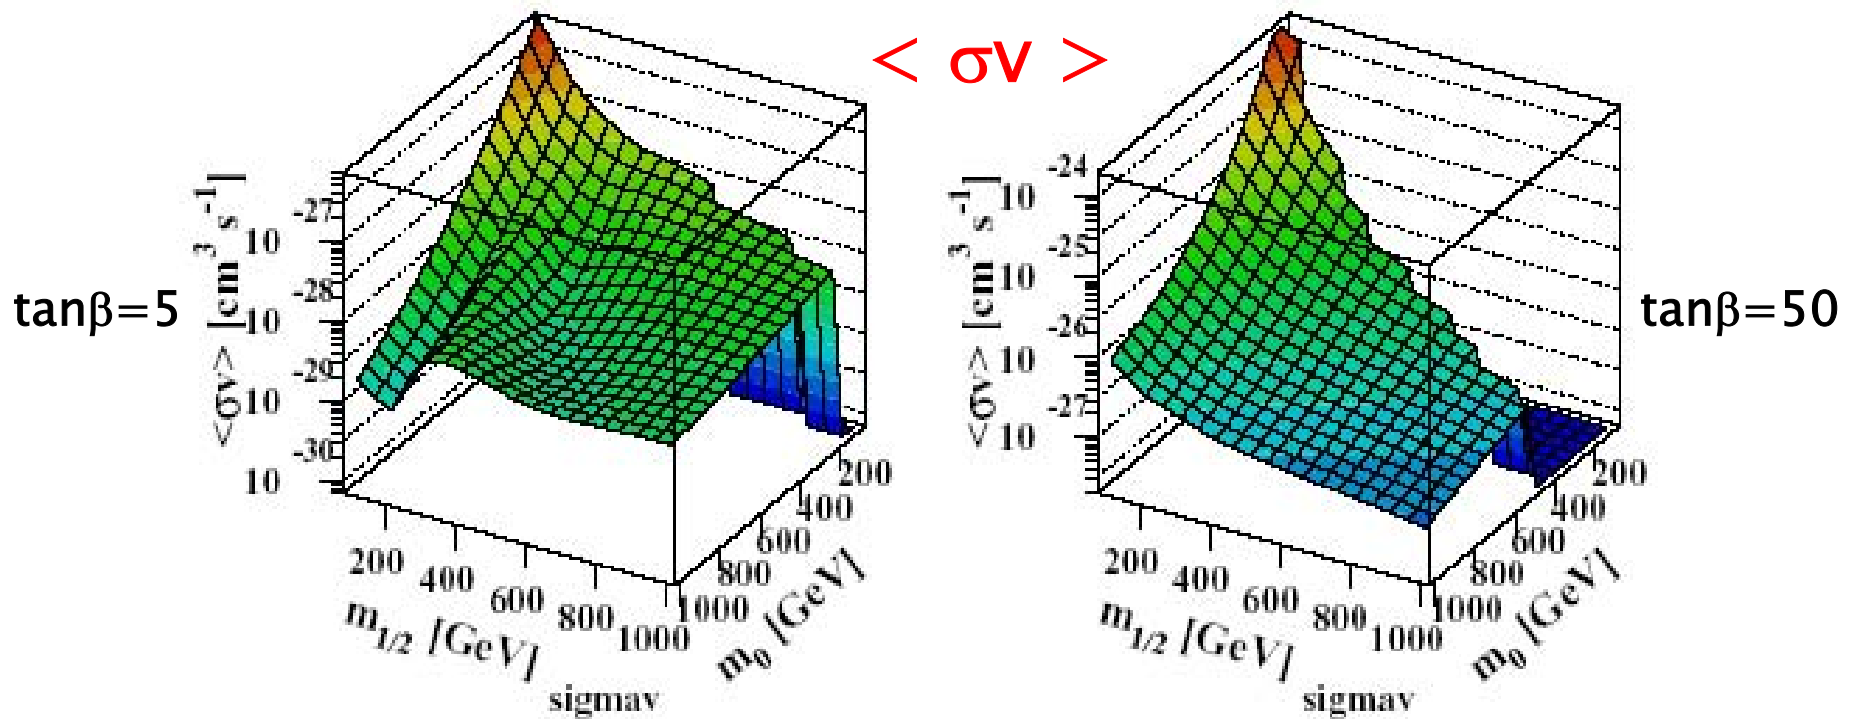 < σv >
tanβ=5
<σv> [cm³ s⁻¹]
10⁻²⁷
10⁻²⁸
10⁻²⁹
10⁻³⁰
200 400 600 800 1000
m₁/₂ [GeV]
200
400
600
800
1000
m₀ [GeV]
sigmav
<σv> [cm³ s⁻¹]
10⁻²⁴
10⁻²⁵
10⁻²⁶
10⁻²⁷
200 400 600 800 1000
m₁/₂ [GeV]
200
400
600
800
1000
m₀ [GeV]
sigmav
tanβ=50